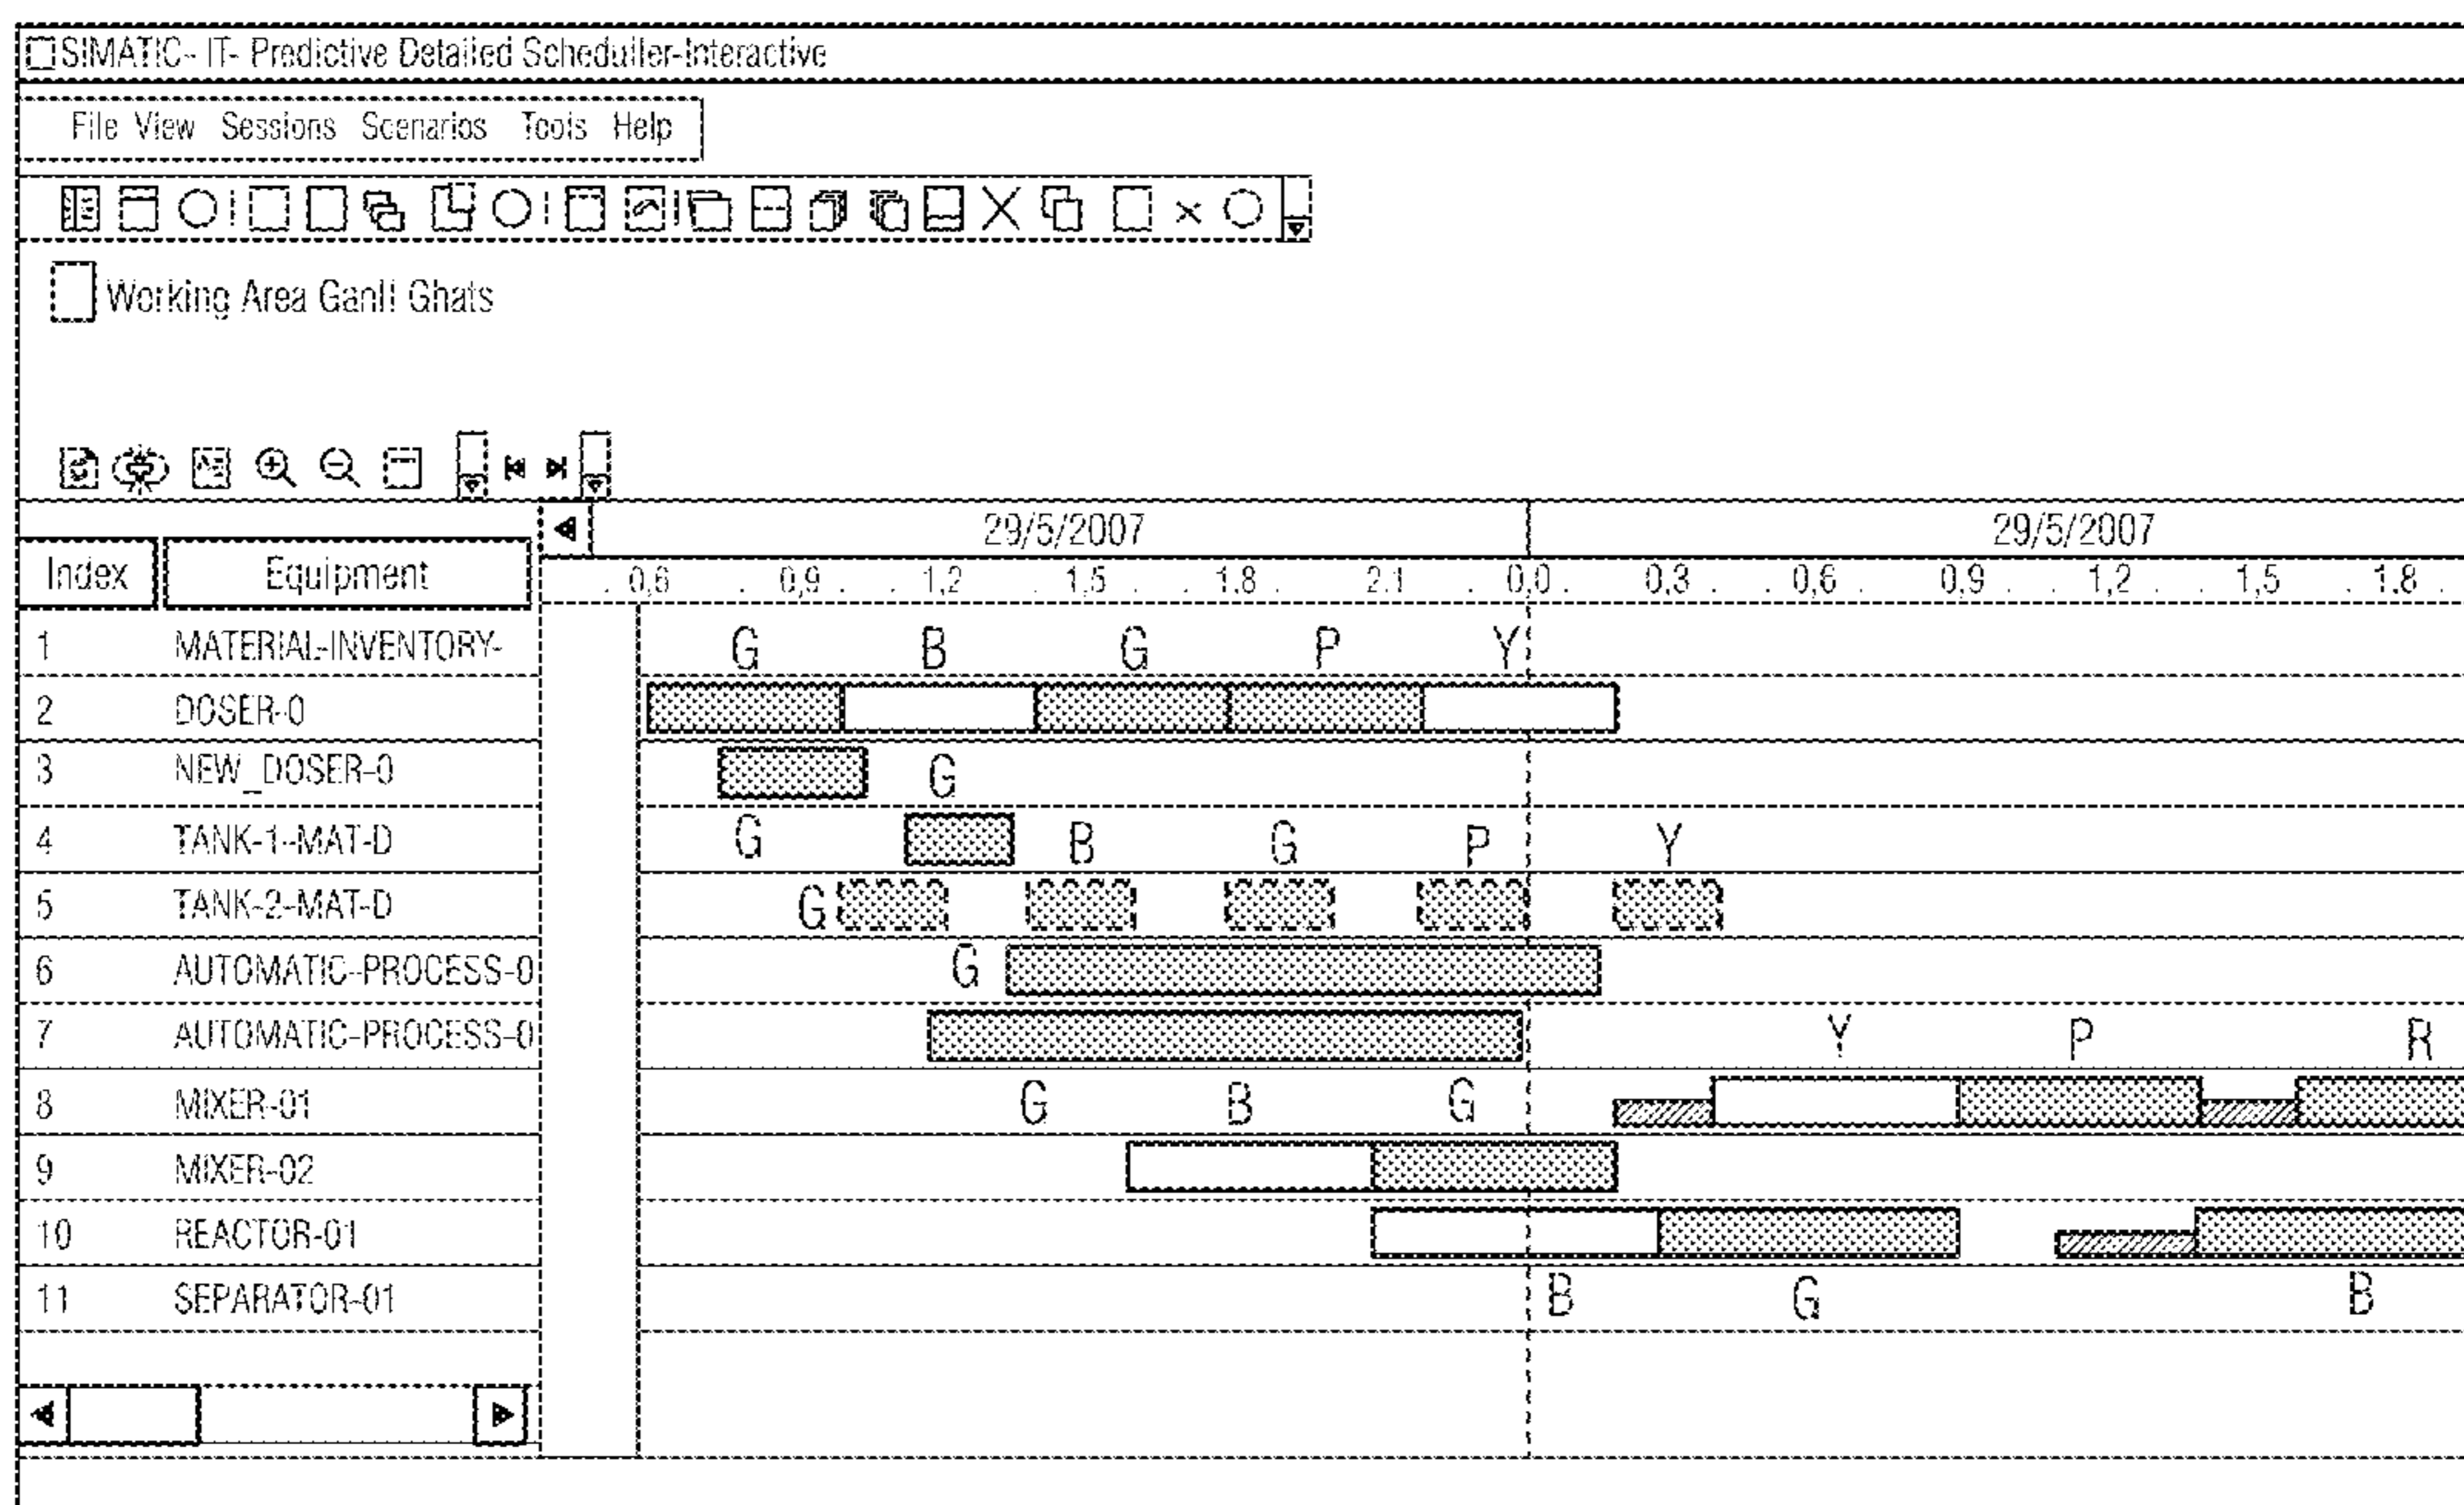 SIMATIC- IT- Predictive Detailed Scheduller-Interactive
File View Sessions Scenarios Tools Help
Working Area Ganll Ghats
29/5/2007 29/5/2007
Index Equipment 0,6 0,9 1,2 1,5 1.8 2.1 0,0 0,3 0,6 0,9 1,2 1,5 1.8
1 MATERIAL-INVENTORY- G B G P Y
2 DOSER-0
3 NEW_DOSER-0 G
4 TANK-1-MAT-D G B G P Y
5 TANK-2-MAT-D G
6 AUTOMATIC-PROCESS-0 G
7 AUTOMATIC-PROCESS-0 Y P R
8 MIXER-01 G B G
9 MIXER-02
10 REACTOR-01
11 SEPARATOR-01 B G B